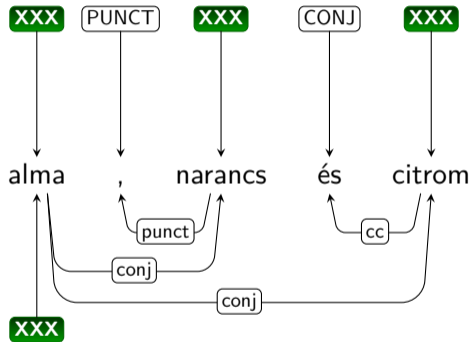 XXX PUNCT XXX CONJ XXX
alma , narancs és citrom
punct cc
conj
conj
XXX